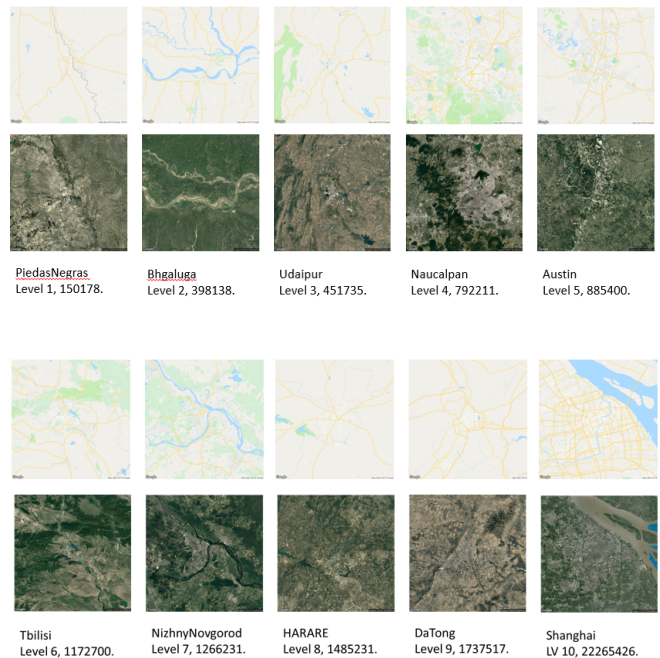 PiedasNegras
Level 1, 150178.
Bhgaluga
Level 2, 398138.
Udaipur
Level 3, 451735.
Naucalpan
Level 4, 792211.
Austin
Level 5, 885400.
Tbilisi
Level 6, 1172700.
NizhnyNovgorod
Level 7, 1266231.
HARARE
Level 8, 1485231.
DaTong
Level 9, 1737517.
Shanghai
LV 10, 22265426.